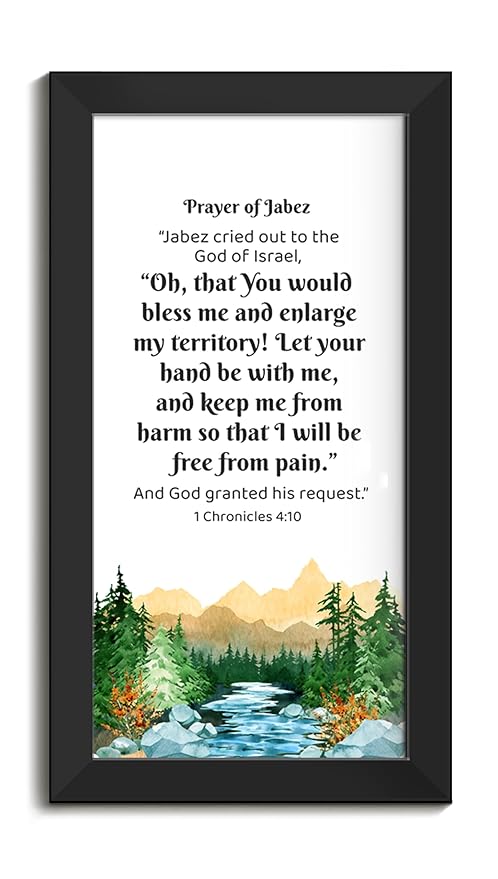 Prayer of Jabez
“Jabez cried out to the
God of Israel,
“Oh, that You would
bless me and enlarge
my territory! Let your
hand be with me,
and keep me from
harm so that I will be
free from pain.”
And God granted his request.”
1 Chronicles 4:10